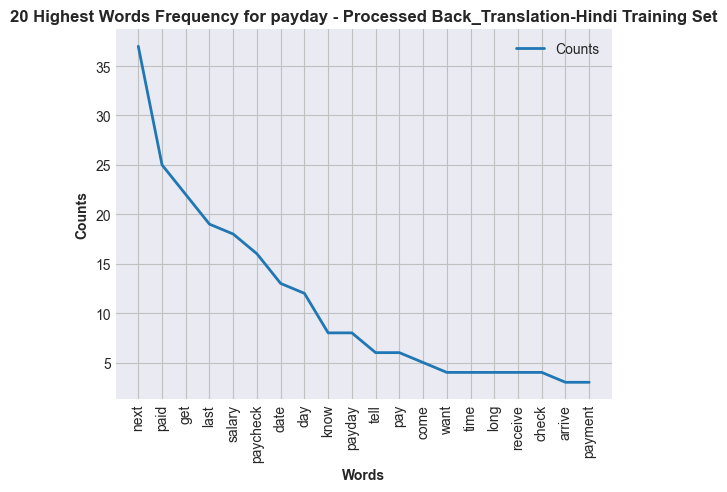 20 Highest Words Frequency for payday - Processed Back_Translation-Hindi Training Set
Counts
35
30
25
20
15
10
5
Counts
next
paid
get
last
salary
paycheck
date
day
know
payday
tell
pay
come
want
time
long
receive
check
arrive
payment
Words